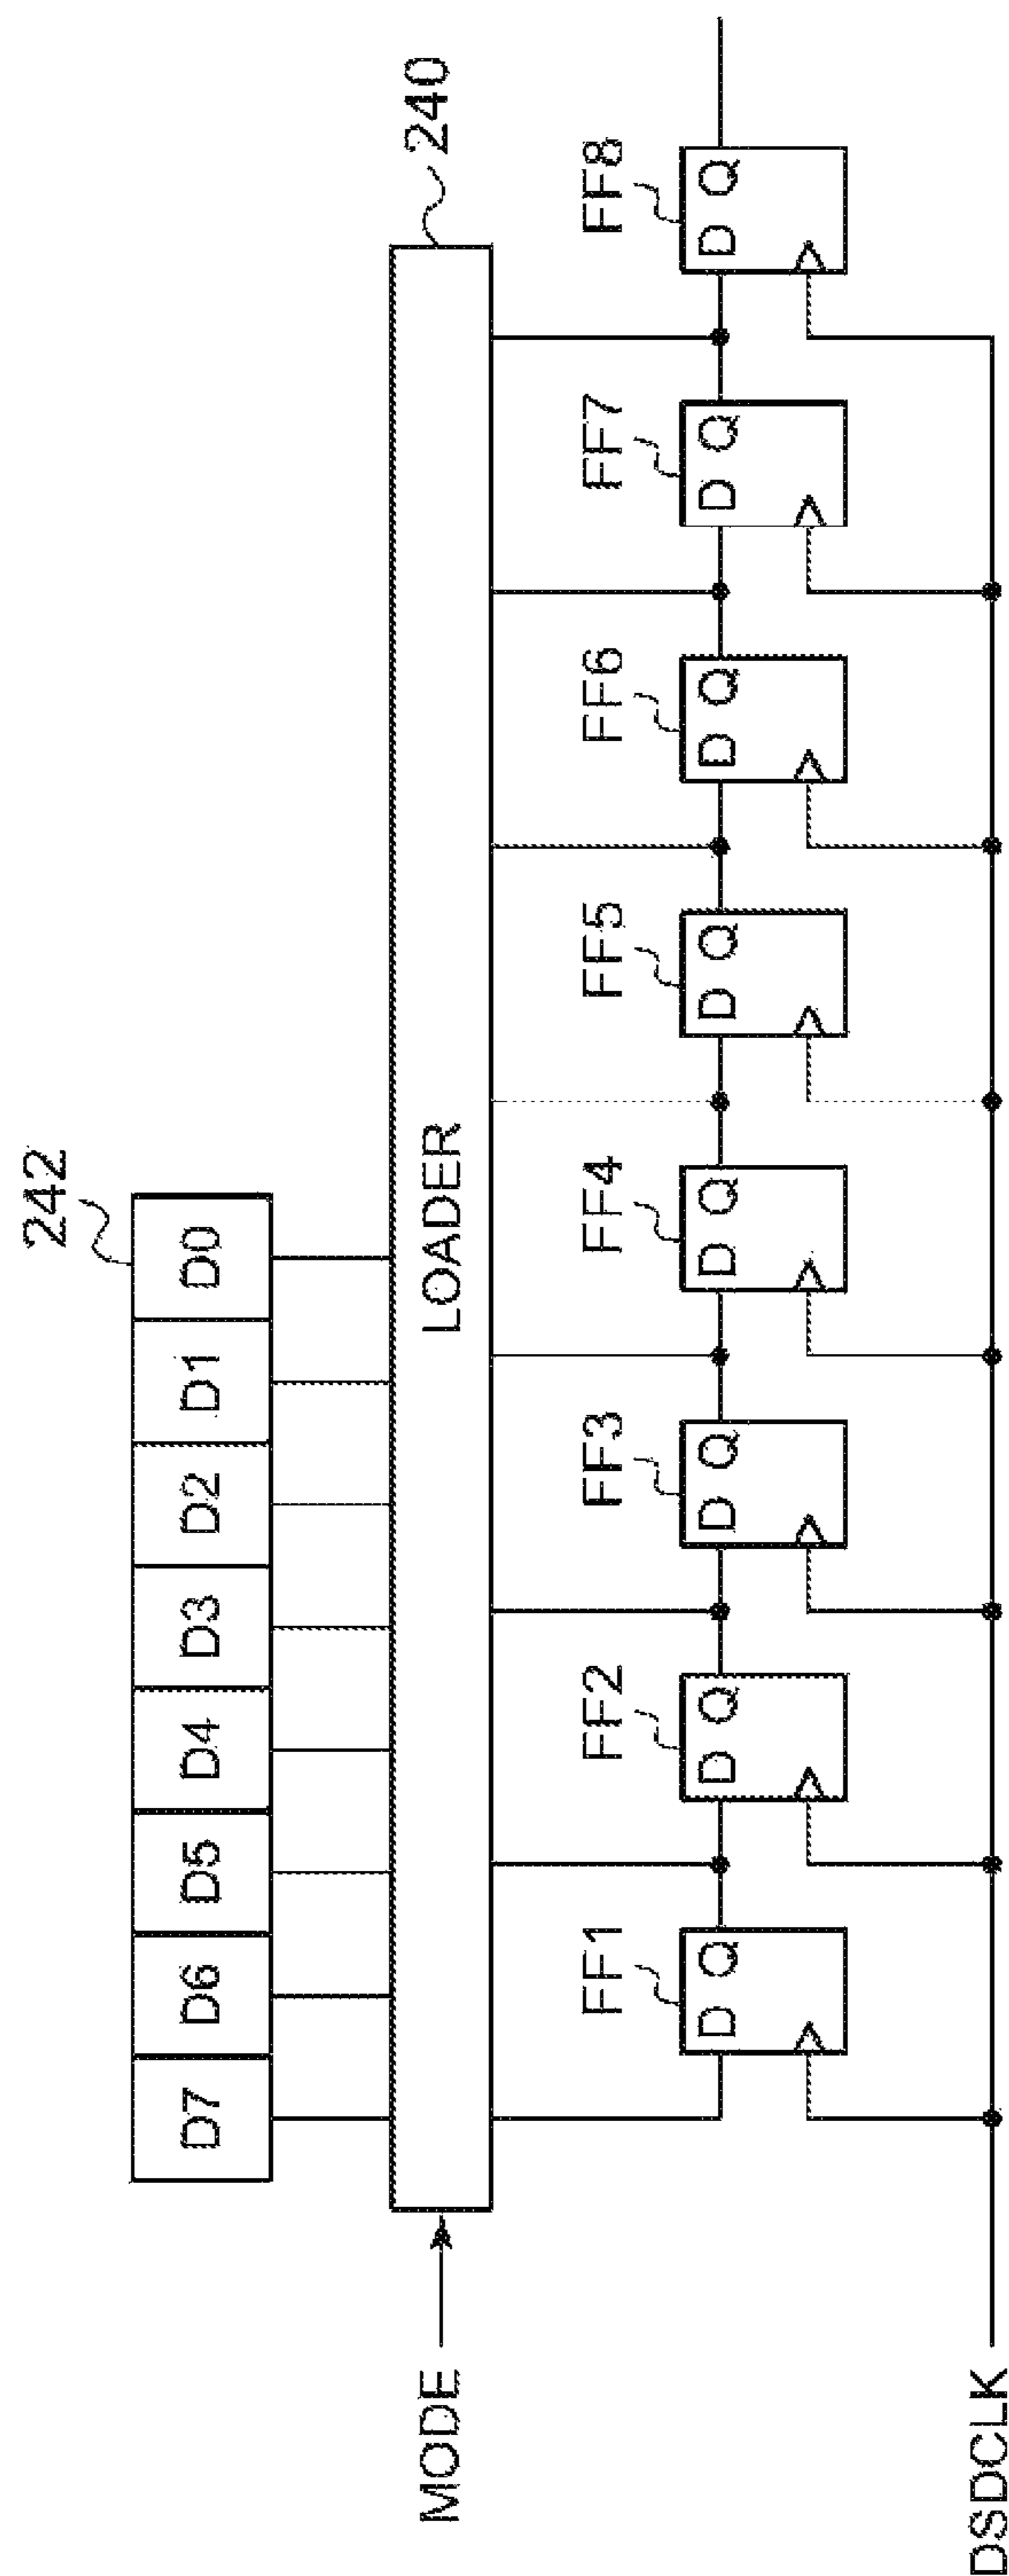 242
D7 D6 D5 D4 D3 D2 D1 D0
240
MODE LOADER
FF1 FF2 FF3 FF4 FF5 FF6 FF7 FF8
D Q D Q D Q D Q D Q D Q D Q D Q
DSDCLK